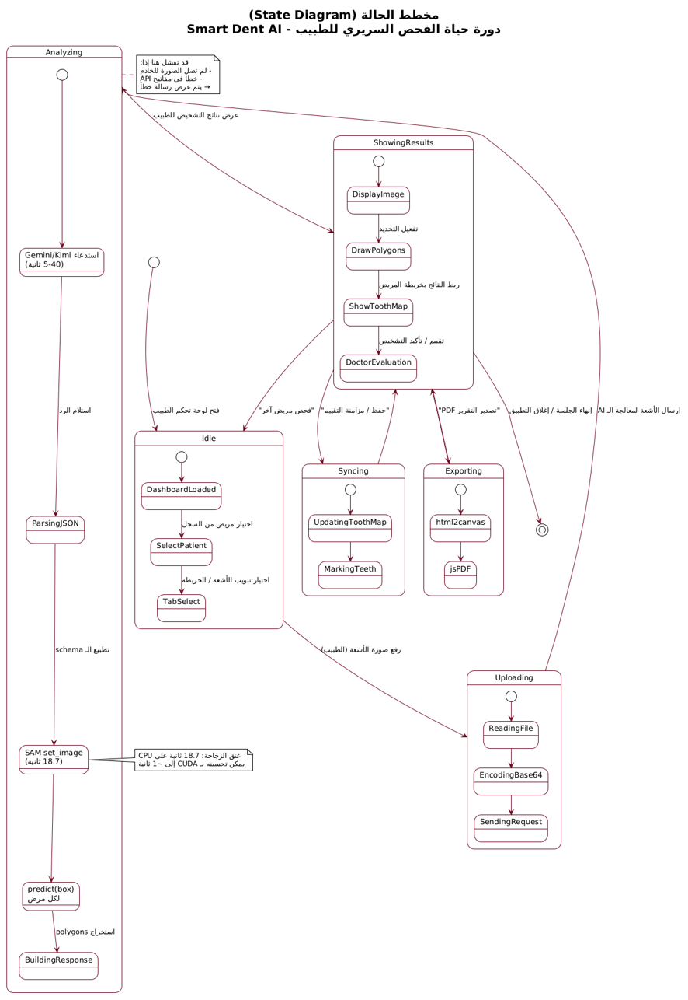 مخطط الحالة (State Diagram)
دورة حياة الفحص السريري للطبيب - Smart Dent AI
Analyzing
قد تفشل هنا إذا:
- لم تصل الصورة للخادم
- خطأ في مفاتيح API
→ يتم عرض رسالة خطأ
عرض نتائج التشخيص للطبيب
ShowingResults
DisplayImage
تفعيل التحديد
DrawPolygons
ربط النتائج بخريطة المريض
ShowToothMap
تقييم / تأكيد التشخيص
DoctorEvaluation
استدعاء Gemini/Kimi
(5-40 ثانية)
استلام الرد
فتح لوحة تحكم الطبيب
"فحص مريض آخر"
"حفظ / مزامنة التقييم"
"تصدير التقرير PDF"
إنهاء الجلسة / إغلاق التطبيق
إرسال الأشعة لمعالجة الـ AI
Idle
DashboardLoaded
اختيار مريض من السجل
SelectPatient
اختيار تبويب الأشعة / الخريطة
TabSelect
Syncing
UpdatingToothMap
MarkingTeeth
Exporting
html2canvas
jsPDF
ParsingJSON
تطبيع الـ schema
رفع صورة الأشعة (الطبيب)
Uploading
ReadingFile
EncodingBase64
SendingRequest
SAM set_image
(18.7 ثانية)
عنق الزجاجة: 18.7 ثانية على CPU
يمكن تحسينه بـ CUDA إلى ~1 ثانية
predict(box)
لكل مرض
استخراج polygons
BuildingResponse